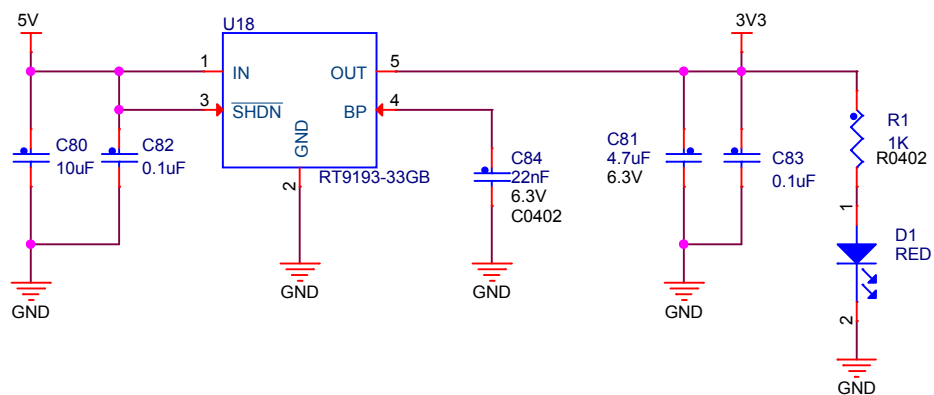 5V
U18
3V3
1
IN
OUT
5
3
SHDN
BP
4
GND
2
RT9193-33GB
C80
10uF
C82
0.1uF
C84
22nF
6.3V
C0402
C81
4.7uF
6.3V
C83
0.1uF
R1
1K
R0402
1
D1
RED
2
GND
GND
GND
GND
GND